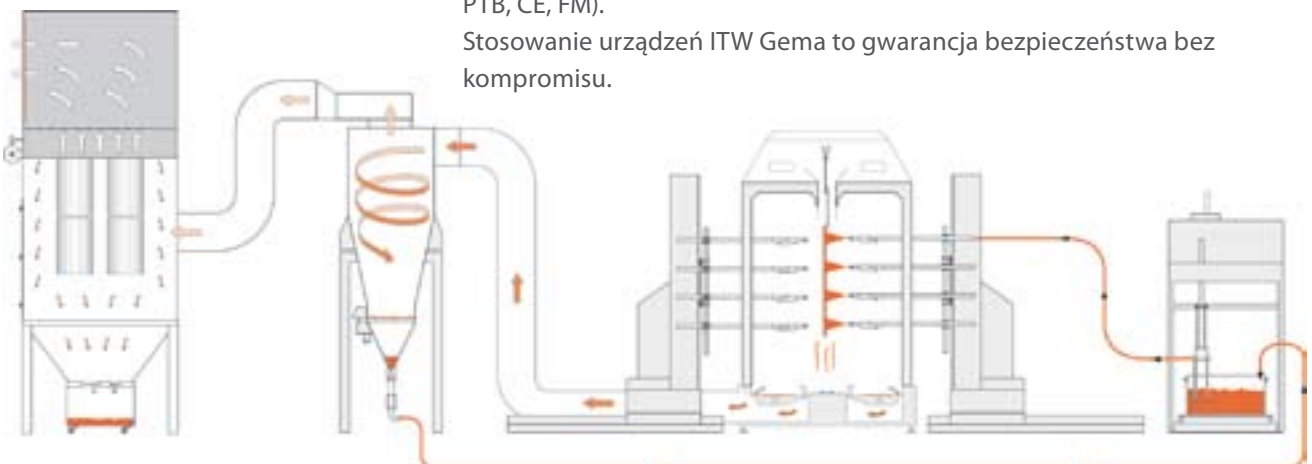 PTB, CE, FM).
Stosowanie urządzeń ITW Gema to gwarancja bezpieczeństwa bez
kompromisu.